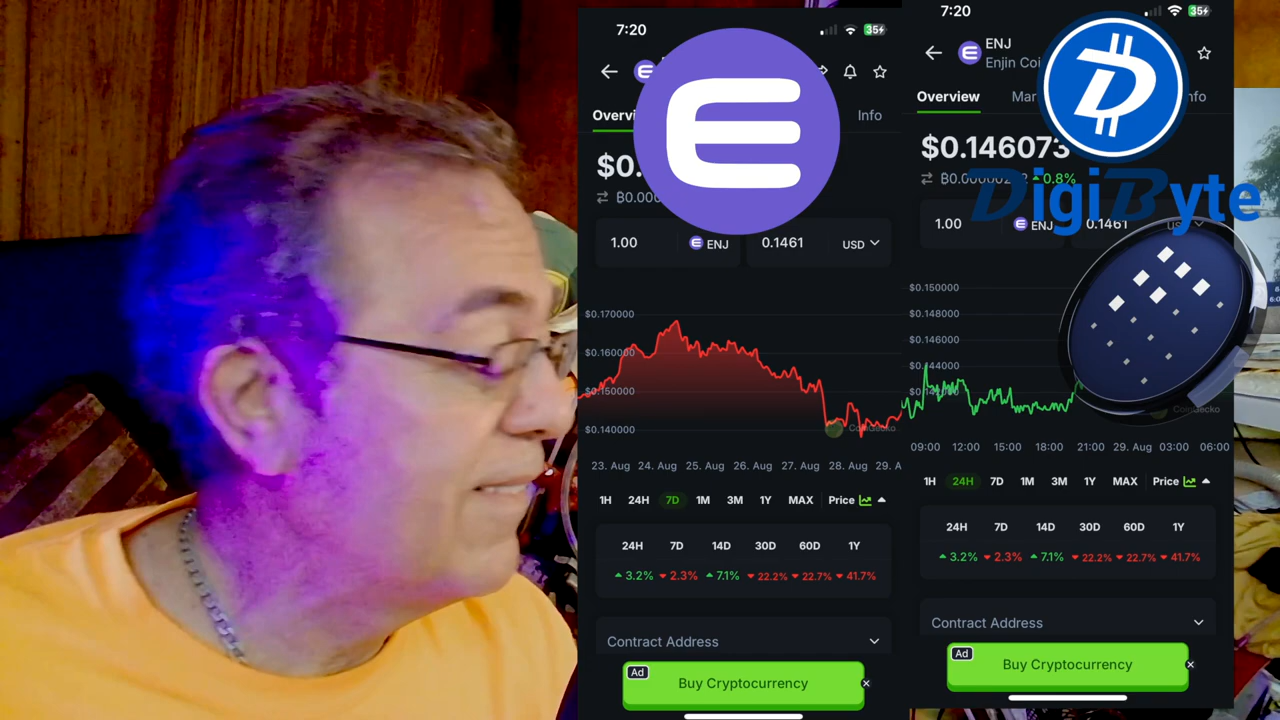 7:20
35
Overvi
Info
$0.
₿0.000
1.00
ENJ
0.1461
USD
$0.170000
$0.160000
$0.150000
$0.140000
CoinGecko
23. Aug
24. Aug
25. Aug
26. Aug
27. Aug
28. Aug
29. A
1H
24H
7D
1M
3M
1Y
MAX
Price
24H
7D
14D
30D
60D
1Y
3.2%
2.3%
7.1%
22.2%
22.7%
41.7%
Contract Address
Ad
Buy Cryptocurrency
7:20
35
ENJ
Enjin Coi
Overview
Mar
nfo
$0.146073
0.8%
DigiByte
1.00
ENJ
0.1461
$0.150000
$0.148000
$0.146000
$0.144000
CoinGecko
09:00
12:00
15:00
18:00
21:00
29. Aug
03:00
06:00
1H
24H
7D
1M
3M
1Y
MAX
Price
24H
7D
14D
30D
60D
1Y
3.2%
2.3%
7.1%
22.2%
22.7%
41.7%
Contract Address
Ad
Buy Cryptocurrency